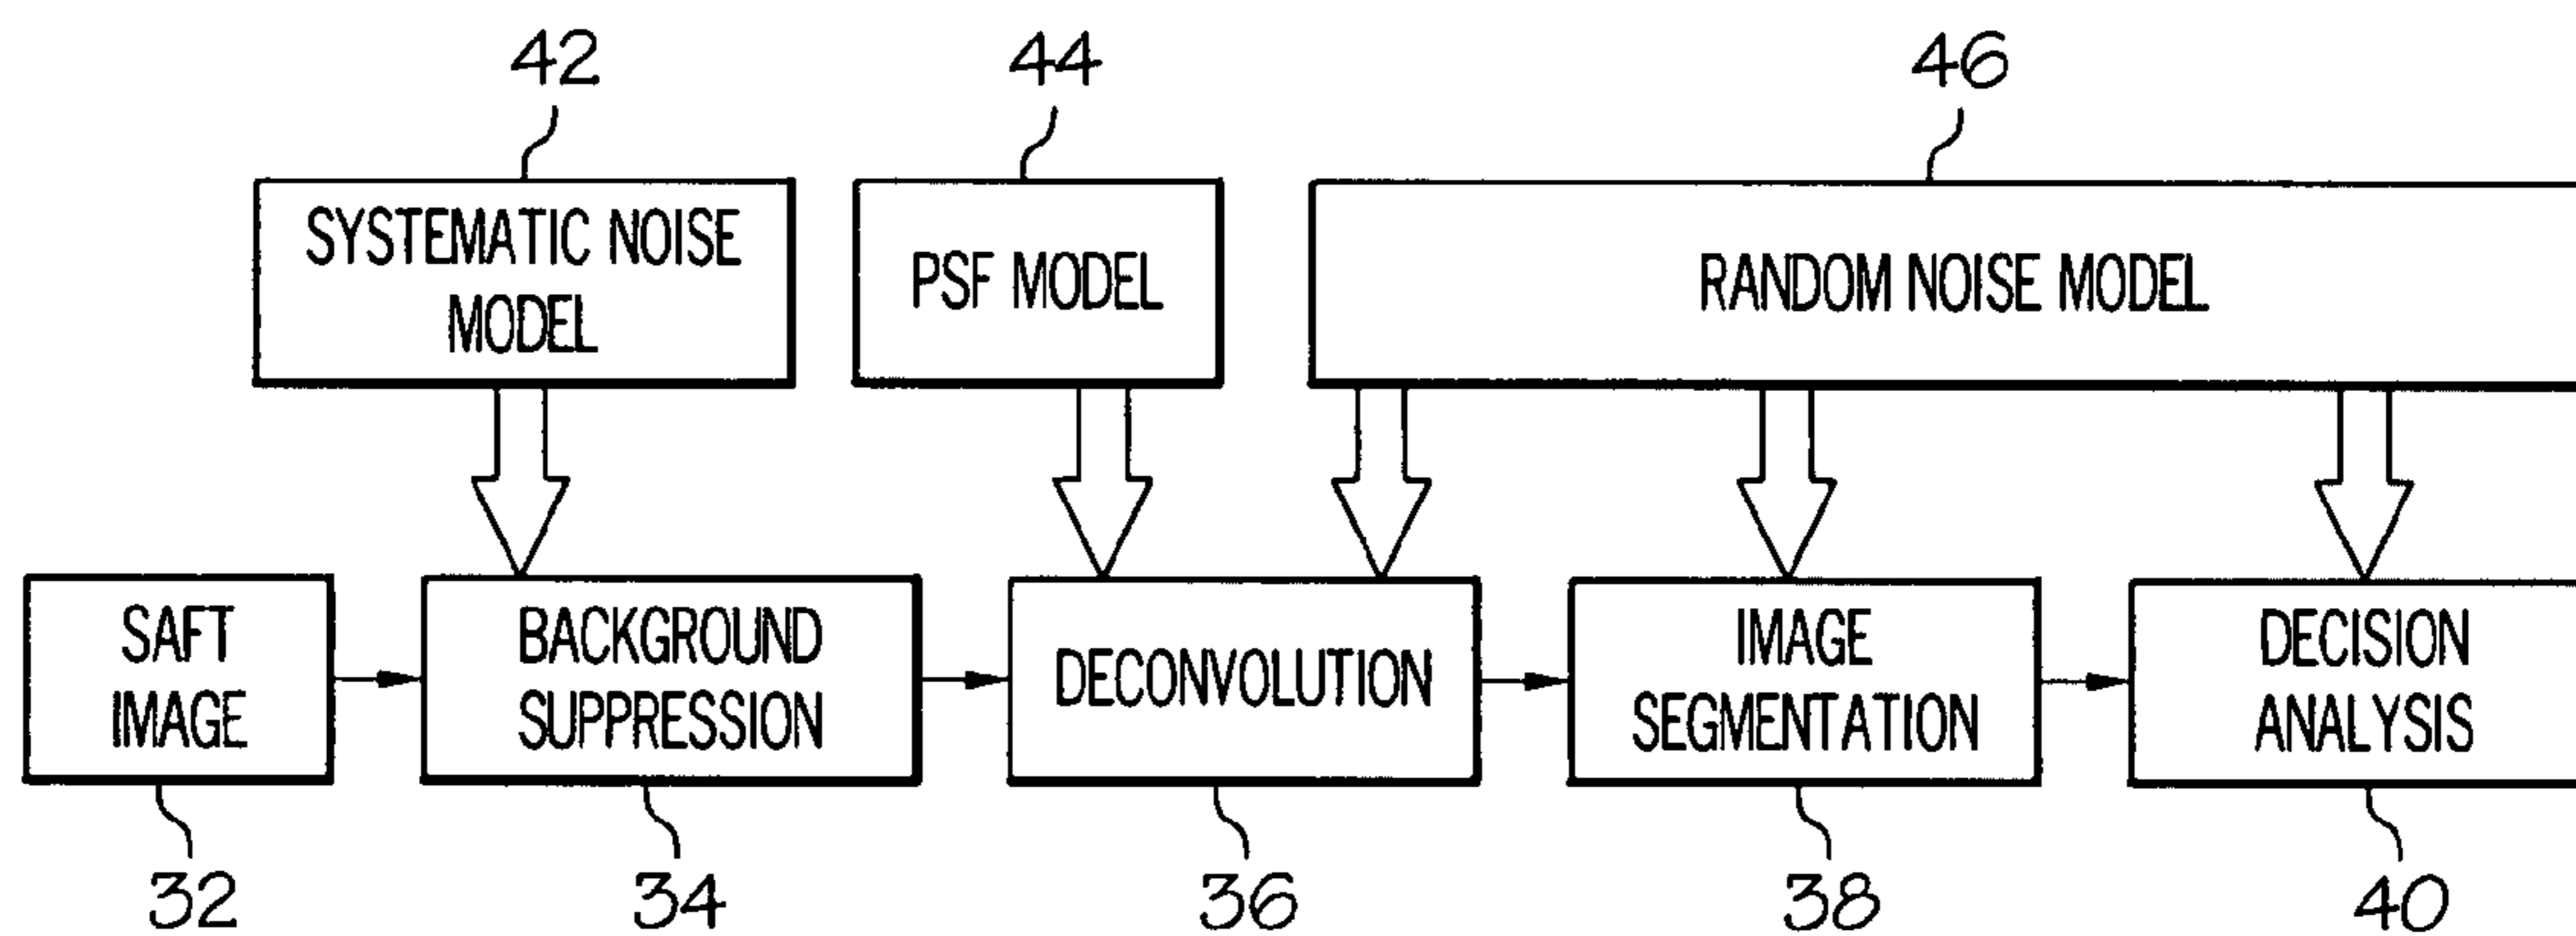 42
44
46
SYSTEMATIC NOISE
MODEL
PSF MODEL
RANDOM NOISE MODEL
SAFT
IMAGE
BACKGROUND
SUPPRESSION
DECONVOLUTION
IMAGE
SEGMENTATION
DECISION
ANALYSIS
32
34
36
38
40